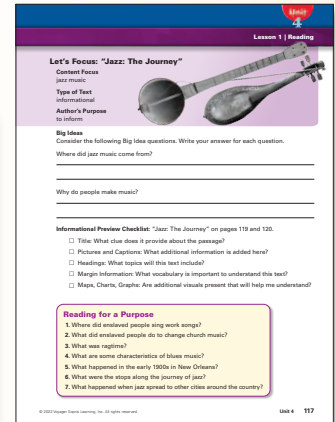 Unit
4
Lesson 1 | Reading
Let's Focus: "Jazz: The Journey"
Content Focus
jazz music
Type of Text
informational
Author's Purpose
to inform
Big Ideas
Consider the following Big Idea questions. Write your answer for each question.
Where did jazz music come from?
Why do people make music?
Informational Preview Checklist: "Jazz: The Journey" on pages 119 and 120.
☐ Title: What clue does it provide about the passage?
☐ Pictures and Captions: What additional information is added here?
☐ Headings: What topics will this text include?
☐ Margin Information: What vocabulary is important to understand this text?
☐ Maps, Charts, Graphs: Are additional visuals present that will help me understand?
Reading for a Purpose
1. Where did enslaved people sing work songs?
2. What did enslaved people do to change church music?
3. What was ragtime?
4. What are some characteristics of blues music?
5. What happened in the early 1900s in New Orleans?
6. What were the stops along the journey of jazz?
7. What happened when jazz spread to other cities around the country?
© 2023 Voyager Sopris Learning, Inc. All rights reserved
Unit 4 117